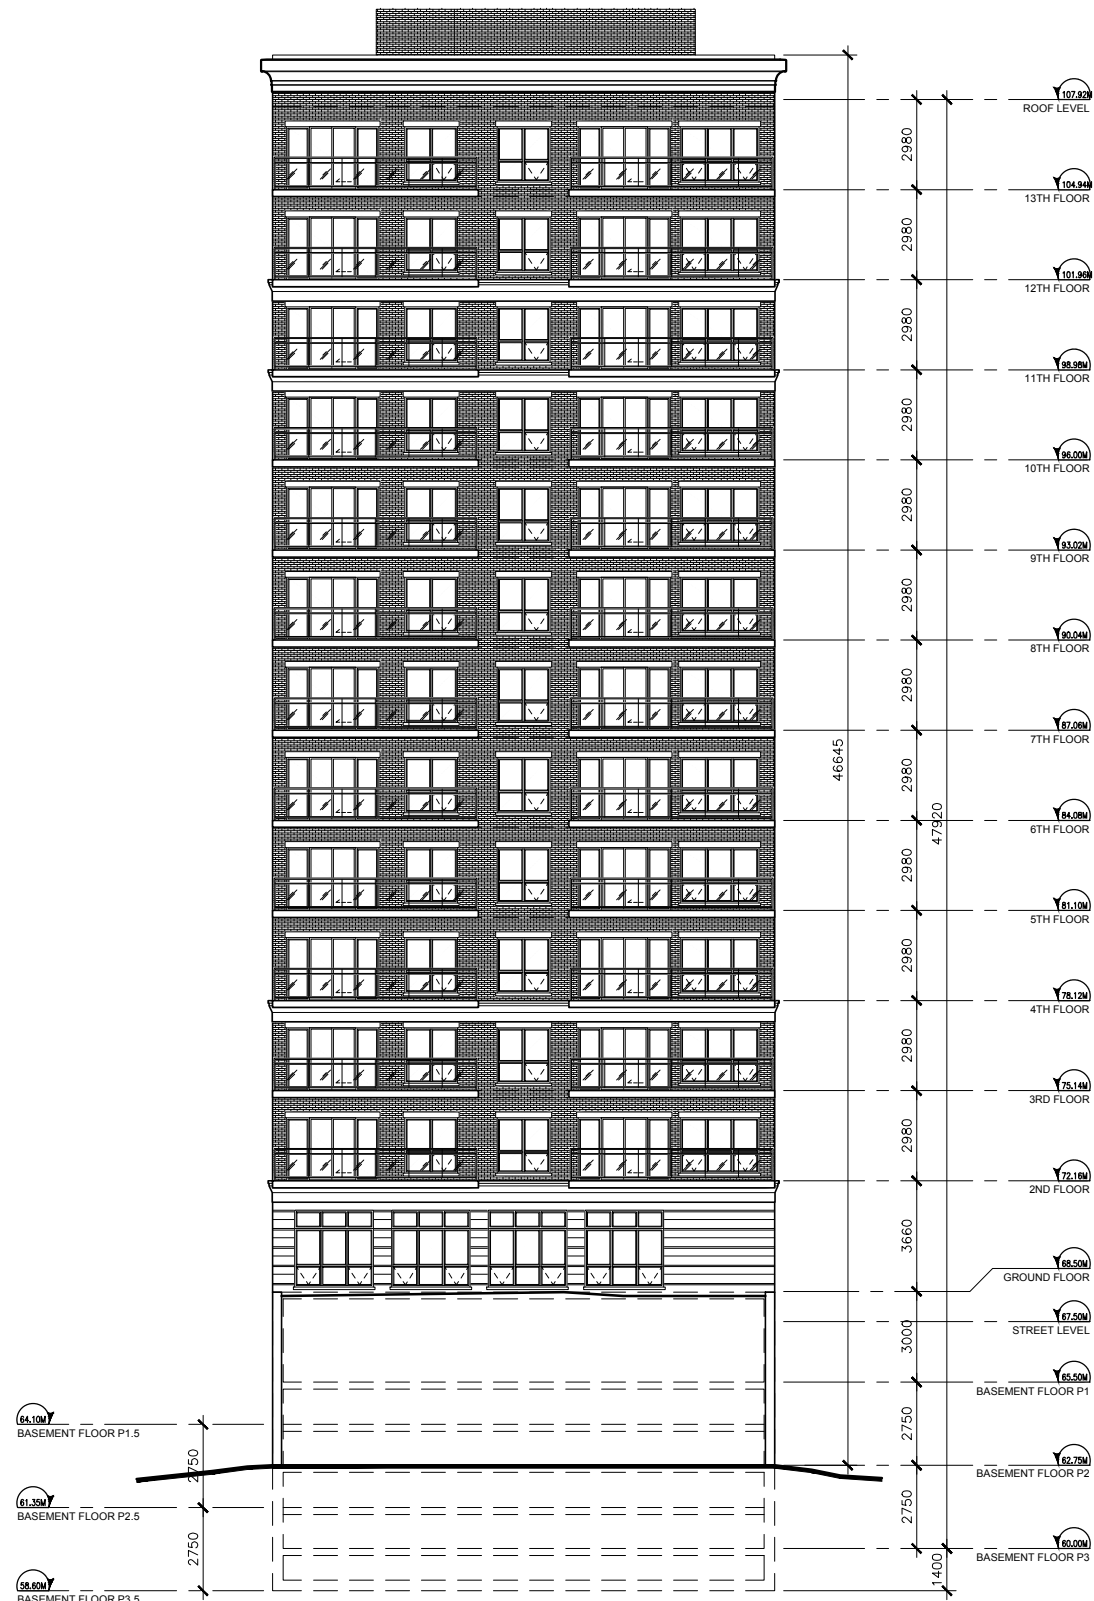 107.92M
ROOF LEVEL
2980
104.94M
13TH FLOOR
2980
101.96M
12TH FLOOR
2980
98.98M
11TH FLOOR
2980
96.00M
10TH FLOOR
2980
93.02M
9TH FLOOR
2980
90.04M
8TH FLOOR
2980
87.06M
7TH FLOOR
46645
2980
84.08M
6TH FLOOR
47920
2980
81.10M
5TH FLOOR
2980
78.12M
4TH FLOOR
2980
75.14M
3RD FLOOR
2980
72.16M
2ND FLOOR
3660
68.50M
GROUND FLOOR
67.50M
STREET LEVEL
3000
65.50M
BASEMENT FLOOR P1
64.10M
BASEMENT FLOOR P1.5
2750
2750
62.75M
BASEMENT FLOOR P2
61.35M
BASEMENT FLOOR P2.5
2750
2750
60.00M
BASEMENT FLOOR P3
1400
58.60M
BASEMENT FLOOR P3.5